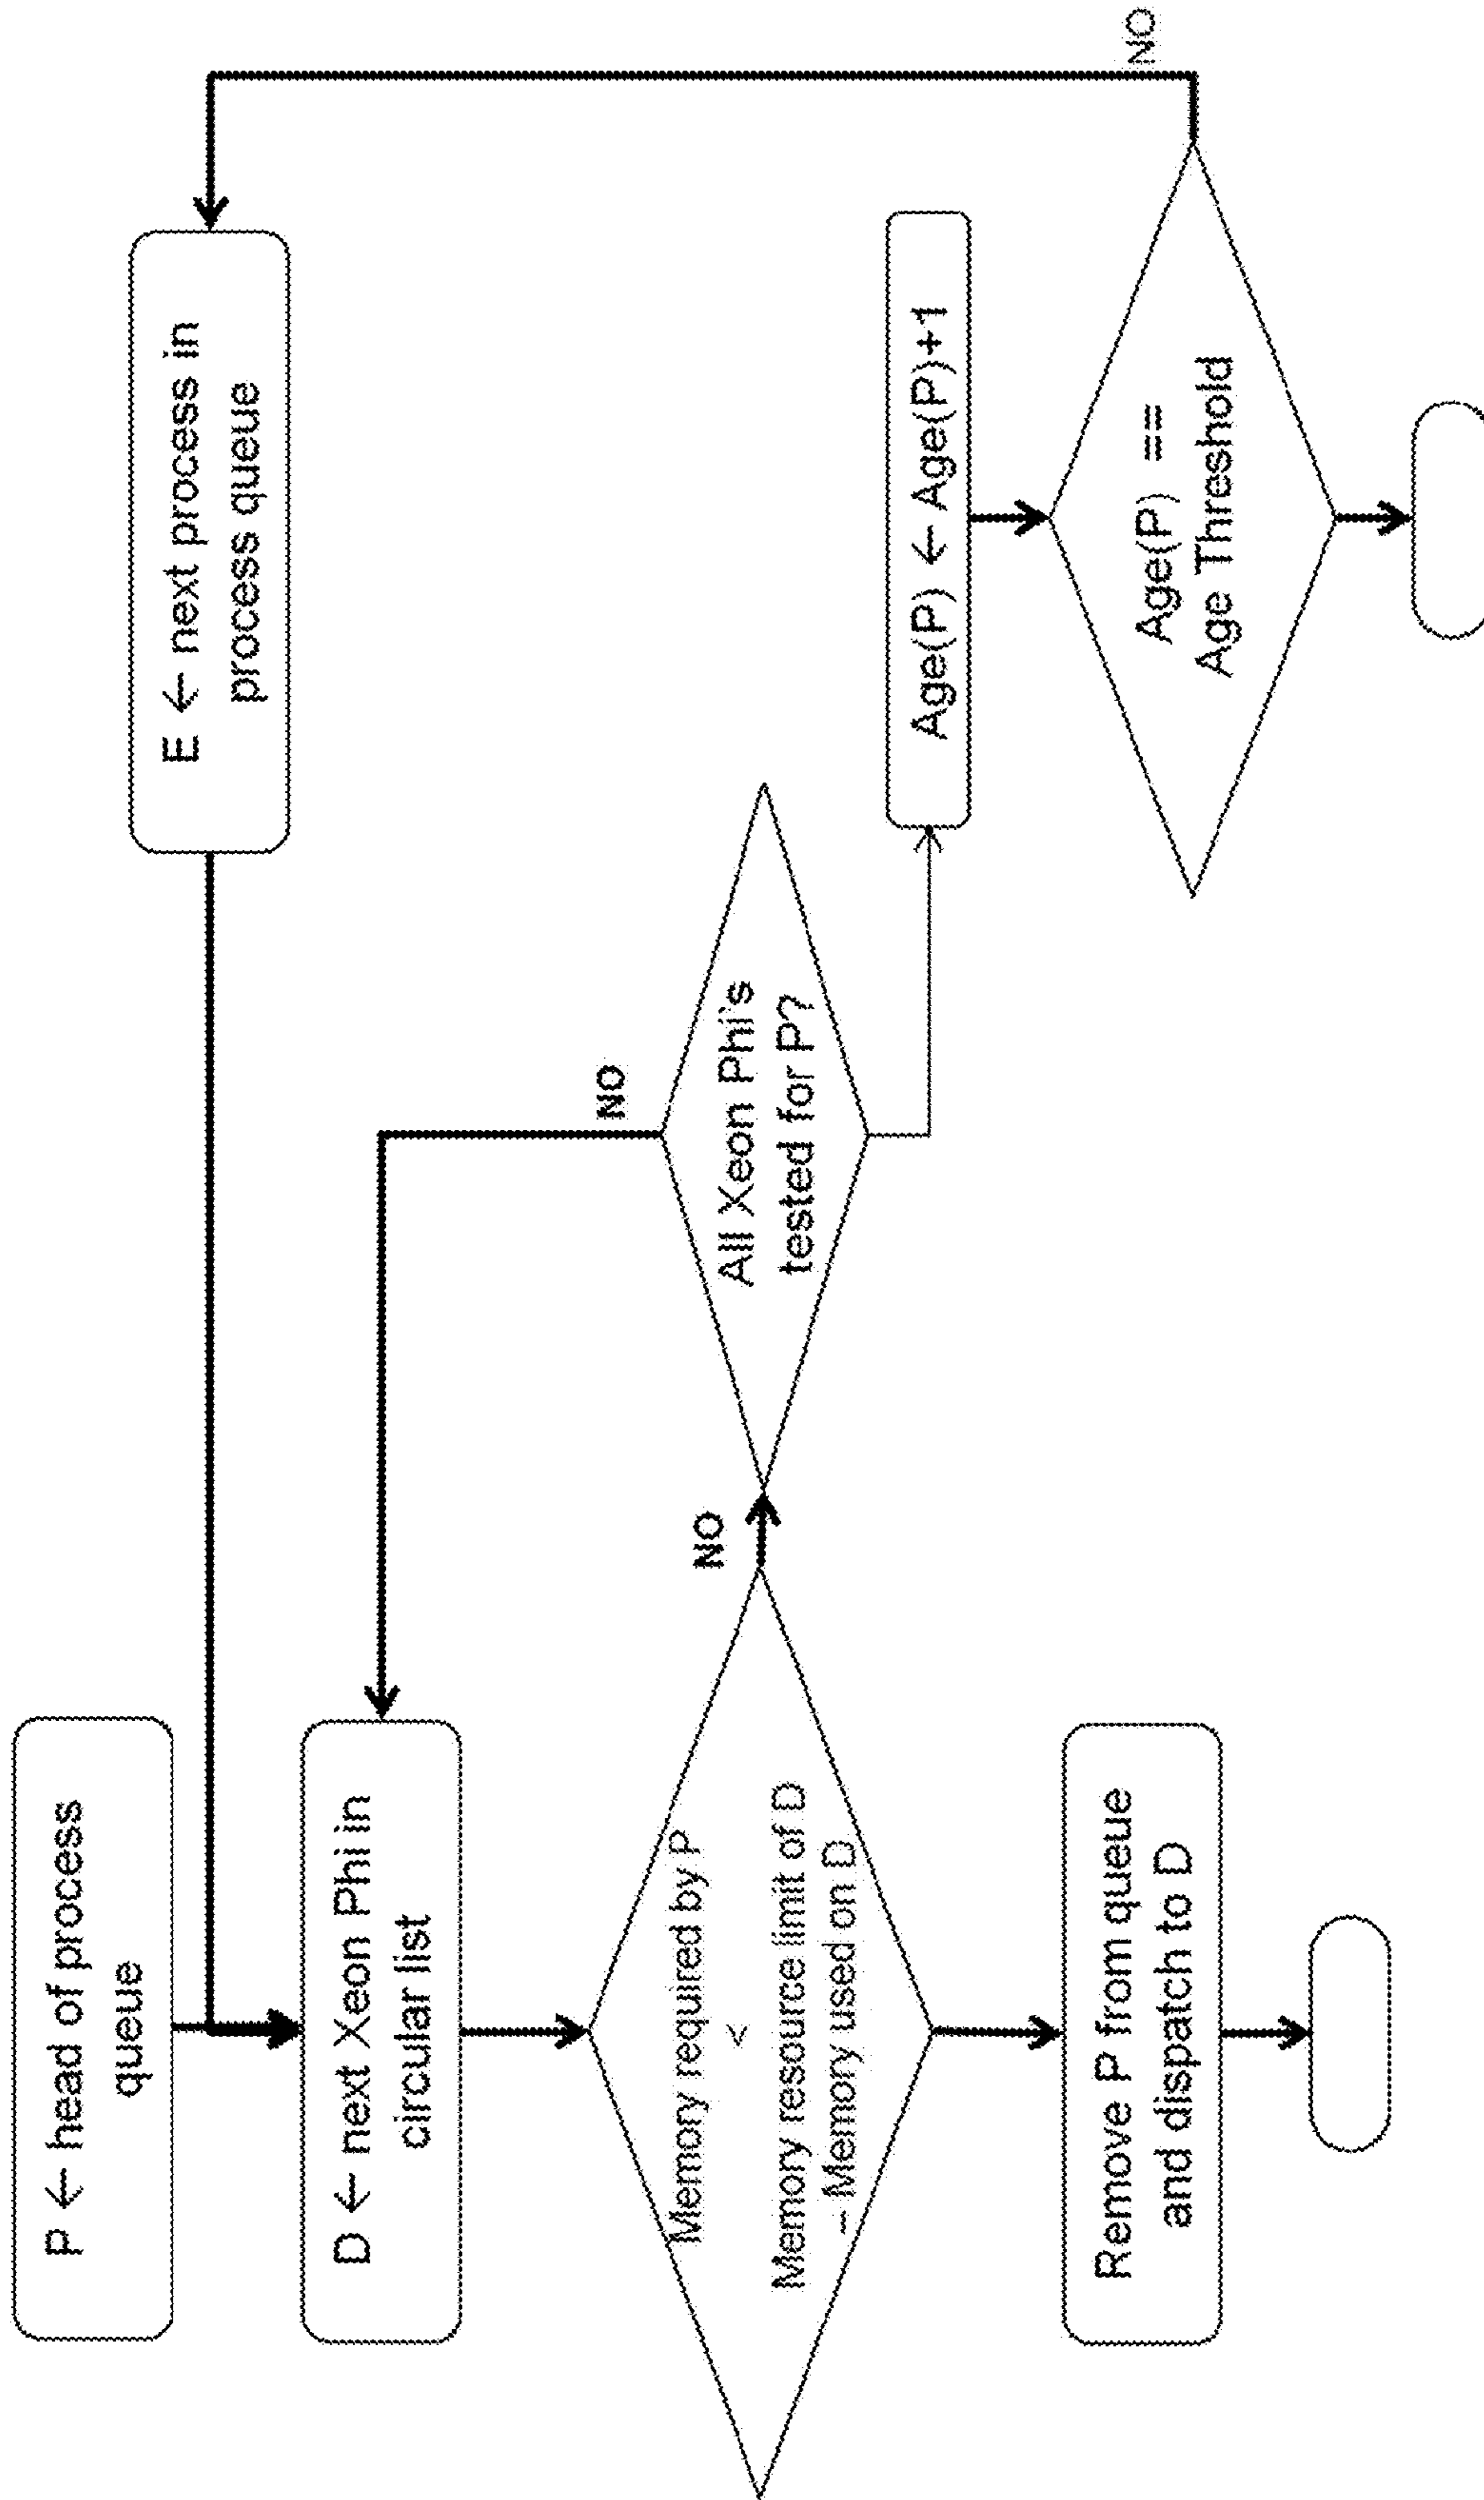 P ← head of process
queue
D ← next Xeon Phi in
circular list
Memory required by P
<
Memory resource limit of D
– Memory used on D
NO
Remove P from queue
and dispatch to D
All Xeon Phi's
tested for P?
NO
E ← next process in
process queue
Age(P) ← Age(P)+1
Age(P) ==
Age Threshold
NO